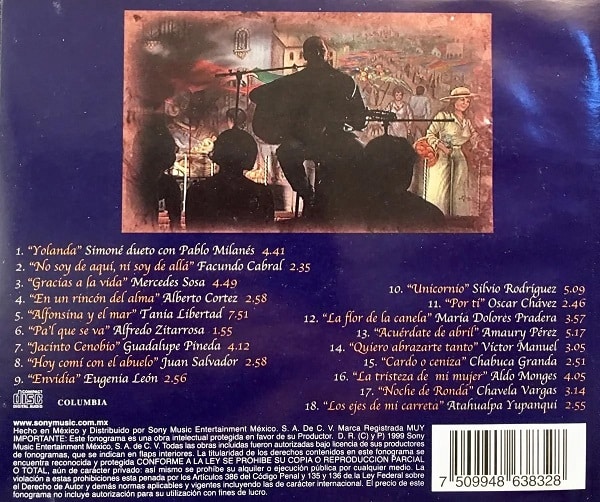 1. "Yolanda" Simoné dueto con Pablo Milanés 4.41
2. "No soy de aquí, ni soy de allá" Facundo Cabral 2.35
3. "Gracias a la vida" Mercedes Sosa 4.49
4. "En un rincón del alma" Alberto Cortez 2.58
5. "Alfonsina y el mar" Tania Libertad 7.51
6. "Pa'l que se va" Alfredo Zitarrosa 1.55
7. "Jacinto Cenobio" Guadalupe Pineda 4.12
8. "Hoy comí con el abuelo" Juan Salvador 2.58
9. "Envidia" Eugenia León 2.56
10. "Unicornio" Silvio Rodríguez 5.09
11. "Por ti" Oscar Chávez 2.46
12. "La flor de la canela" María Dolores Pradera 3.57
13. "Acuérdate de abril" Amaury Pérez 5.17
14. "Quiero abrazarte tanto" Víctor Manuel 3.05
15. "Cardo o ceniza" Chabuca Granda 2.51
16. "La tristeza de mi mujer" Aldo Monges 4.05
17. "Noche de Ronda" Chavela Vargas 3.14
18. "Los ejes de mi carreta" Atahualpa Yupanqui 2.55
COMPACT
disc
DIGITAL AUDIO
COLUMBIA
www.sonymusic.com.mx
Hecho en México y Distribuido por Sony Music Entertainment México. S. A. De C. V. Marca Registrada MUY
IMPORTANTE: Este fonograma es una obra intelectual protegida en favor de su Productor. D. R. (C) y (P) 1999 Sony
Music Entertainment México, S. A. de C. V. Todas las obras incluidas fueron autorizadas bajo licencia de sus productores
de fonogramas, que se indican en flaps interiores. La titularidad de los derechos contenidos en este fonograma se
encuentra reconocida y protegida CONFORME A LA LEY SE PROHIBE SU COPIA O REPRODUCCION PARCIAL
O TOTAL, aún de carácter privado: así mismo se prohíbe su alquiler o ejecución pública por cualquier medio. La
violación a estas prohibiciones esta penada por los Artículos 386 del Código Penal y 135 y 136 de la Ley Federal sobre
el Derecho de Autor y demás normas aplicables y vigentes internacionales de carácter internacional. El precio de este
fonograma no incluye autorización para su utilización con fines de lucro.
7 509948 638328